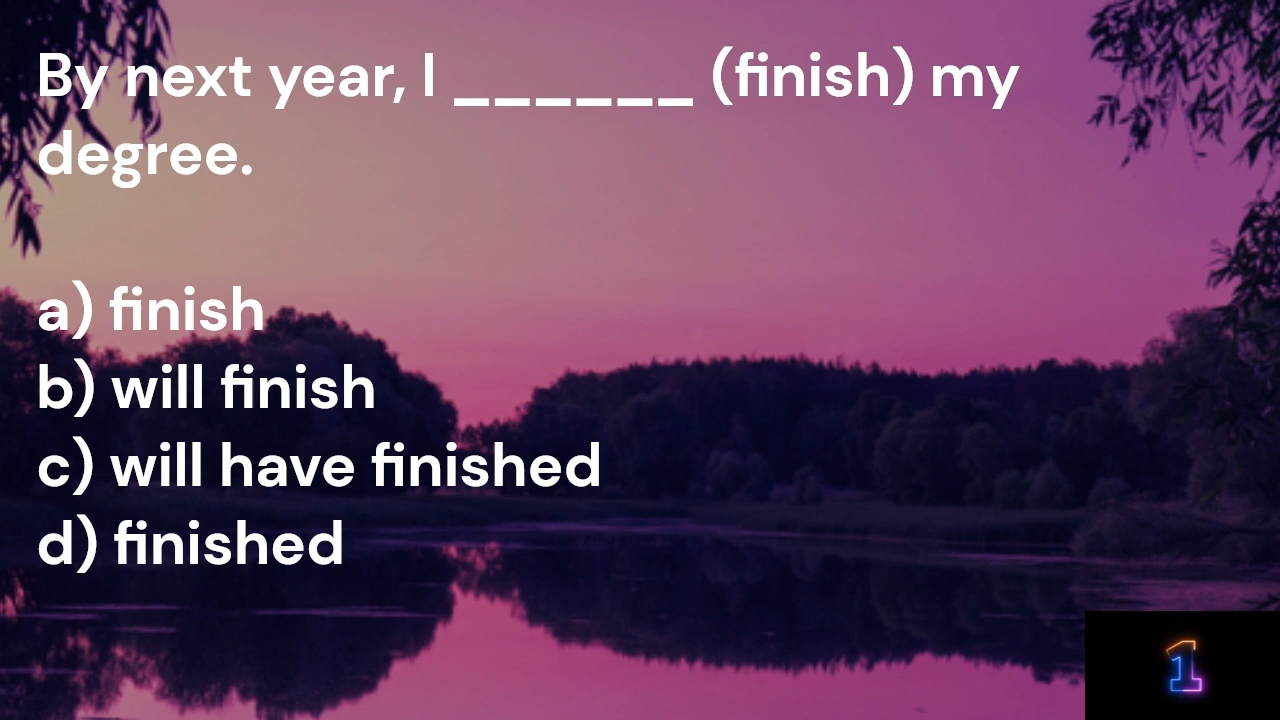 By next year, I ______ (finish) my
degree.
a) finish
b) will finish
c) will have finished
d) finished
1